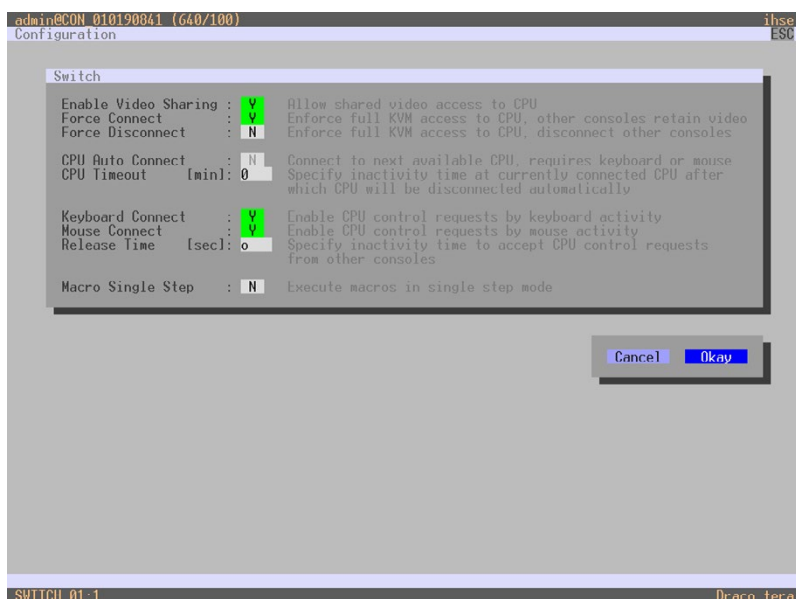 admin@CON_010190841 (640/100) ihse
Configuration ESC
Switch
Enable Video Sharing : Y Allow shared video access to CPU
Force Connect : Y Enforce full KVM access to CPU, other consoles retain video
Force Disconnect : N Enforce full KVM access to CPU, disconnect other consoles
CPU Auto Connect : N Connect to next available CPU, requires keyboard or mouse
CPU Timeout [min]: 0 Specify inactivity time at currently connected CPU after
which CPU will be disconnected automatically
Keyboard Connect : Y Enable CPU control requests by keyboard activity
Mouse Connect : Y Enable CPU control requests by mouse activity
Release Time [sec]: o Specify inactivity time to accept CPU control requests
from other consoles
Macro Single Step : N Execute macros in single step mode
Cancel Okay
SWITCH_01:1 Draco tera